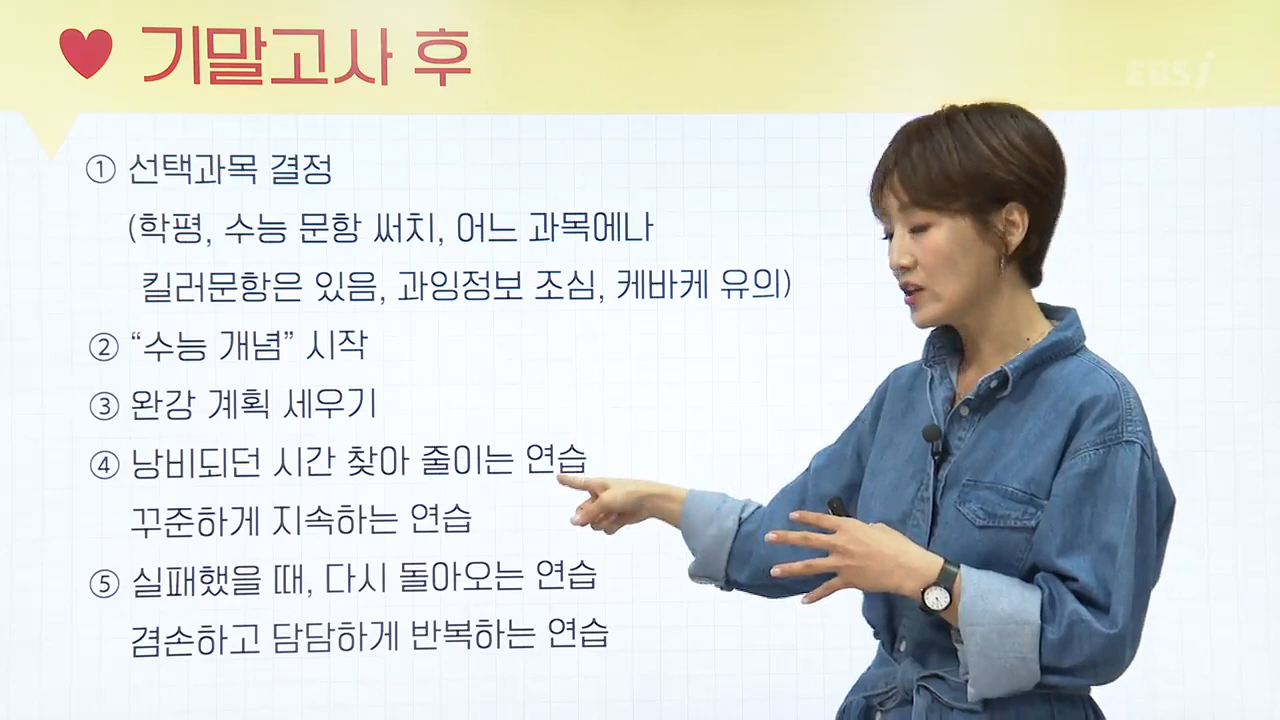 ♥ 기말고사 후
EBSi
① 선택과목 결정
(학평, 수능 문항 써치, 어느 과목에나
킬러문항은 있음, 과잉정보 조심, 케바케 유의)
② “수능 개념” 시작
③ 완강 계획 세우기
④ 낭비되던 시간 찾아 줄이는 연습
꾸준하게 지속하는 연습
⑤ 실패했을 때, 다시 돌아오는 연습
겸손하고 담담하게 반복하는 연습